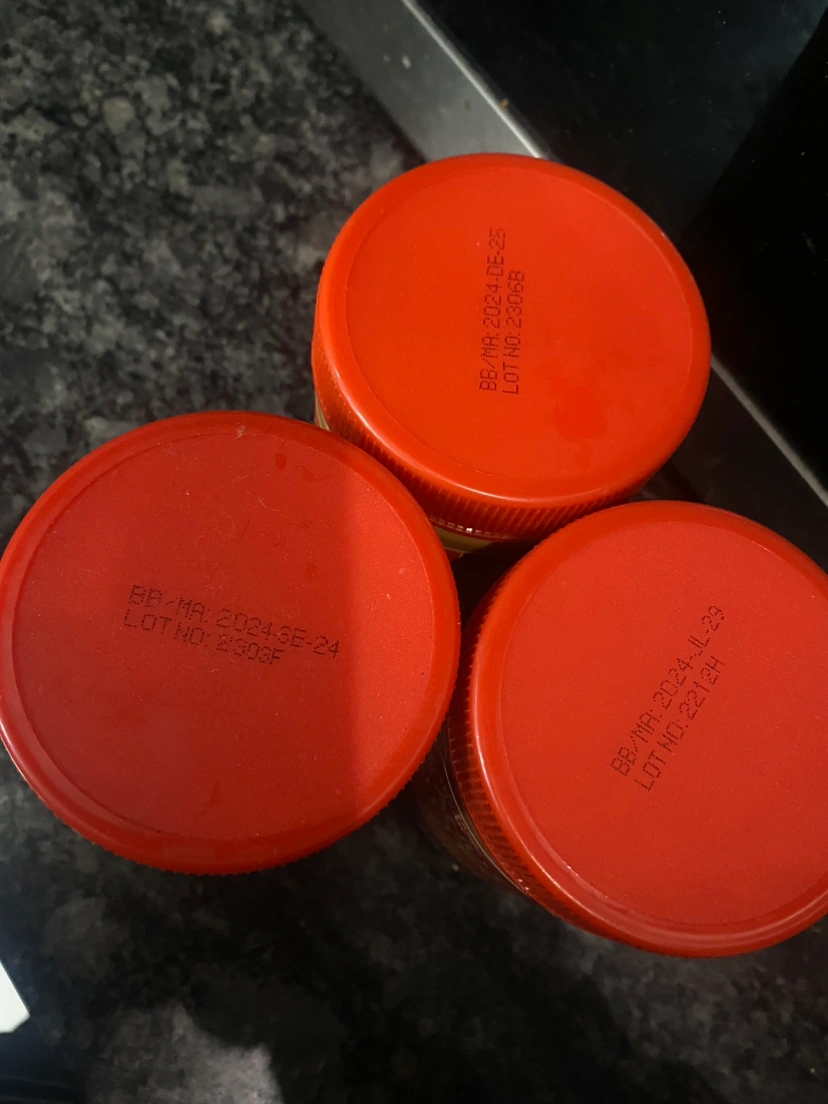 BB/MA: 2024-DE-25
LOT NO: 2306B
BB/MA: 2024-SE-24
LOT NO: 2303F
BB/MA: 2024-JL-29
LOT NO: 2212H